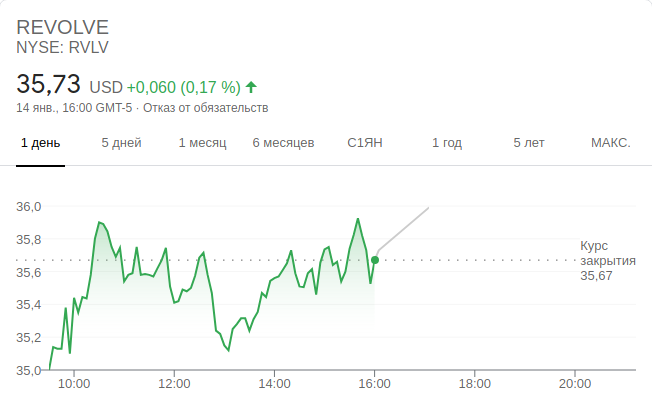 REVOLVE
NYSE: RVLV
35,73 USD +0,060 (0,17 %)
14 янв., 16:00 GMT-5 · Отказ от обязательств
1 день 5 дней 1 месяц 6 месяцев С1ЯН 1 год 5 лет МАКС.
36,0
35,8
35,6
35,4
35,2
35,0
Курс
закрытия
35,67
10:00 12:00 14:00 16:00 18:00 20:00